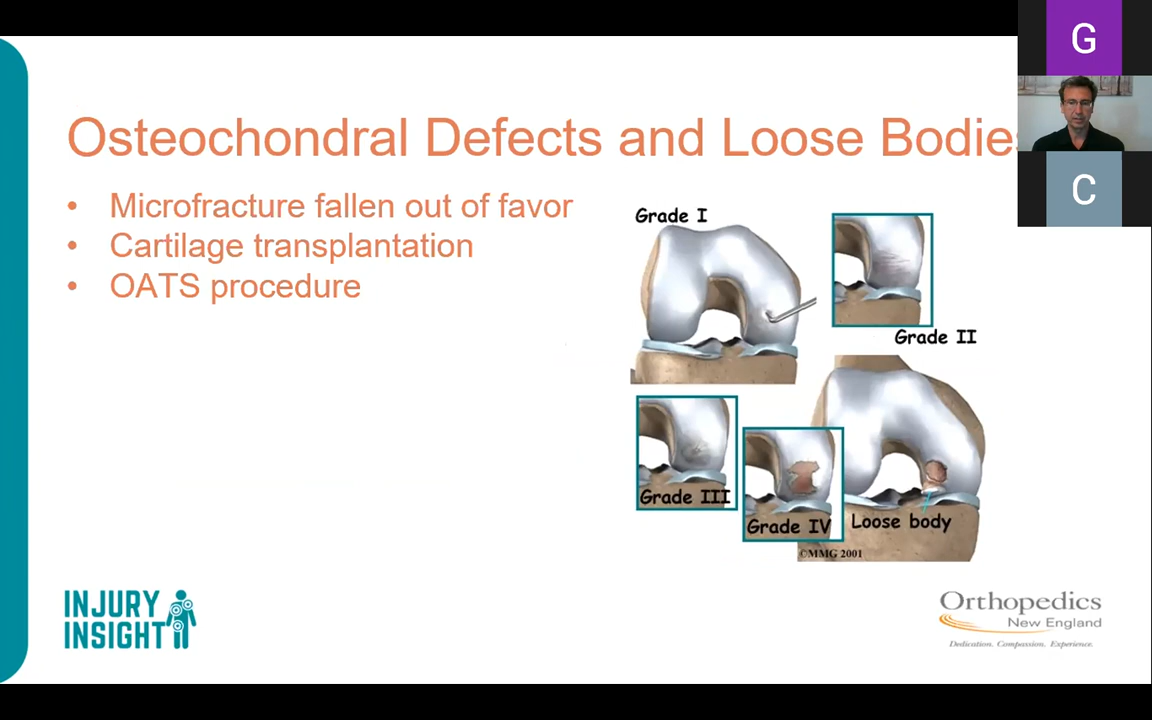 Osteochondral Defects and Loose Bodies
• Microfracture fallen out of favor
• Cartilage transplantation
• OATS procedure
Grade I
Grade II
Grade III
Grade IV
Loose body
©MMG 2001
INJURY
INSIGHT
Orthopedics
New England
Dedication. Compassion. Experience.
G
C